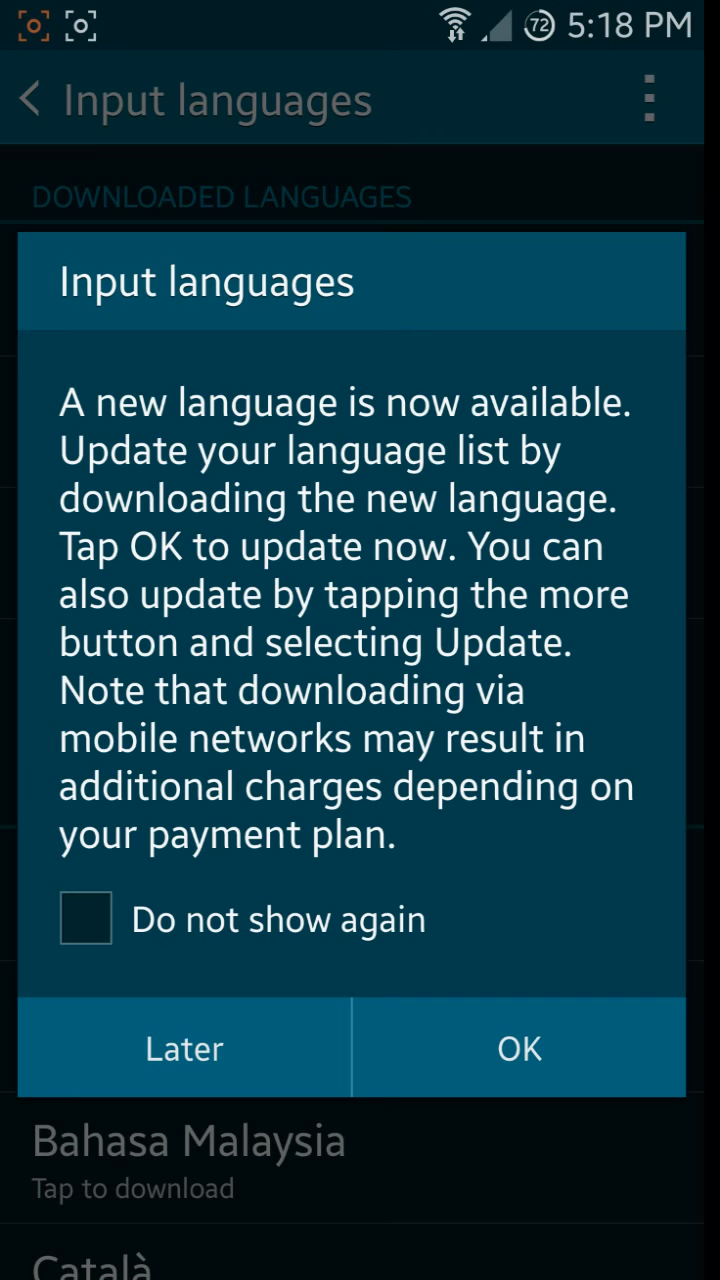 72 5:18 PM
Input languages
DOWNLOADED LANGUAGES
Input languages
A new language is now available.
Update your language list by
downloading the new language.
Tap OK to update now. You can
also update by tapping the more
button and selecting Update.
Note that downloading via
mobile networks may result in
additional charges depending on
your payment plan.
Do not show again
Later
OK
Bahasa Malaysia
Tap to download
Català